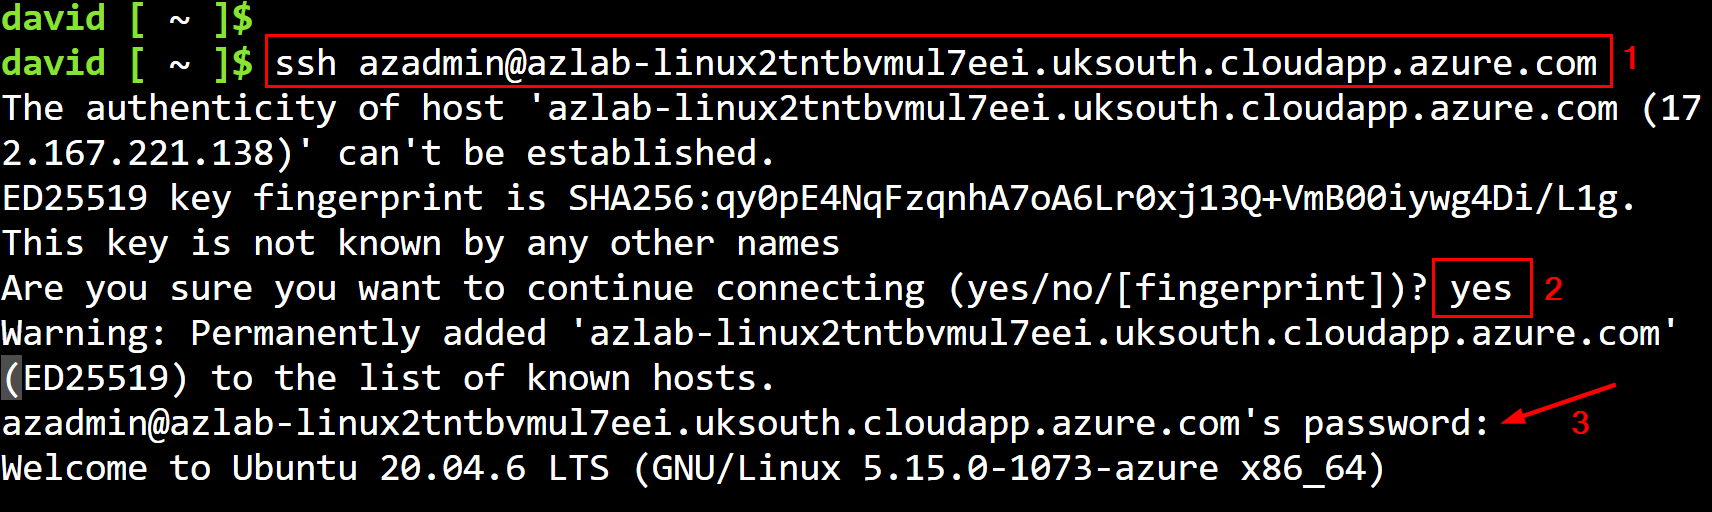 david [ ~ ]$
david [ ~ ]$ ssh azadmin@azlab-linux2tntbvmul7eei.uksouth.cloudapp.azure.com 1
The authenticity of host 'azlab-linux2tntbvmul7eei.uksouth.cloudapp.azure.com (17
2.167.221.138)' can't be established.
ED25519 key fingerprint is SHA256:qy0pE4NqFzqnhA7oA6Lr0xj13Q+VmB00iywg4Di/L1g.
This key is not known by any other names
Are you sure you want to continue connecting (yes/no/[fingerprint])? yes 2
Warning: Permanently added 'azlab-linux2tntbvmul7eei.uksouth.cloudapp.azure.com'
(ED25519) to the list of known hosts.
azadmin@azlab-linux2tntbvmul7eei.uksouth.cloudapp.azure.com's password: 3
Welcome to Ubuntu 20.04.6 LTS (GNU/Linux 5.15.0-1073-azure x86_64)